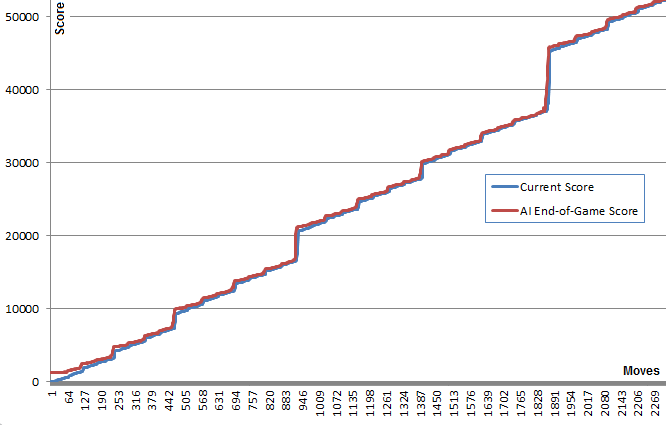 Score
50000
40000
30000
20000
10000
0
Current Score
AI End-of-Game Score
Moves
1 64 127 190 253 316 379 442 505 568 631 694 757 820 883 946 1009 1072 1135 1198 1261 1324 1387 1450 1513 1576 1639 1702 1765 1828 1891 1954 2017 2080 2143 2206 2269